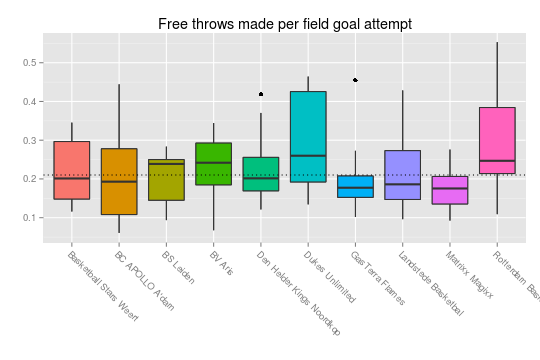 Free throws made per field goal attempt
0.5
0.4
0.3
0.2
0.1
Basketball Stars Weert
BC APOLLO A'dam
BS Leiden
BV Aris
Den Helder Kings Noordkop
Dukes Unlimited
GasTerra Flames
Landstede Basketbal
Matrixx Magixx
Rotterdam Bas